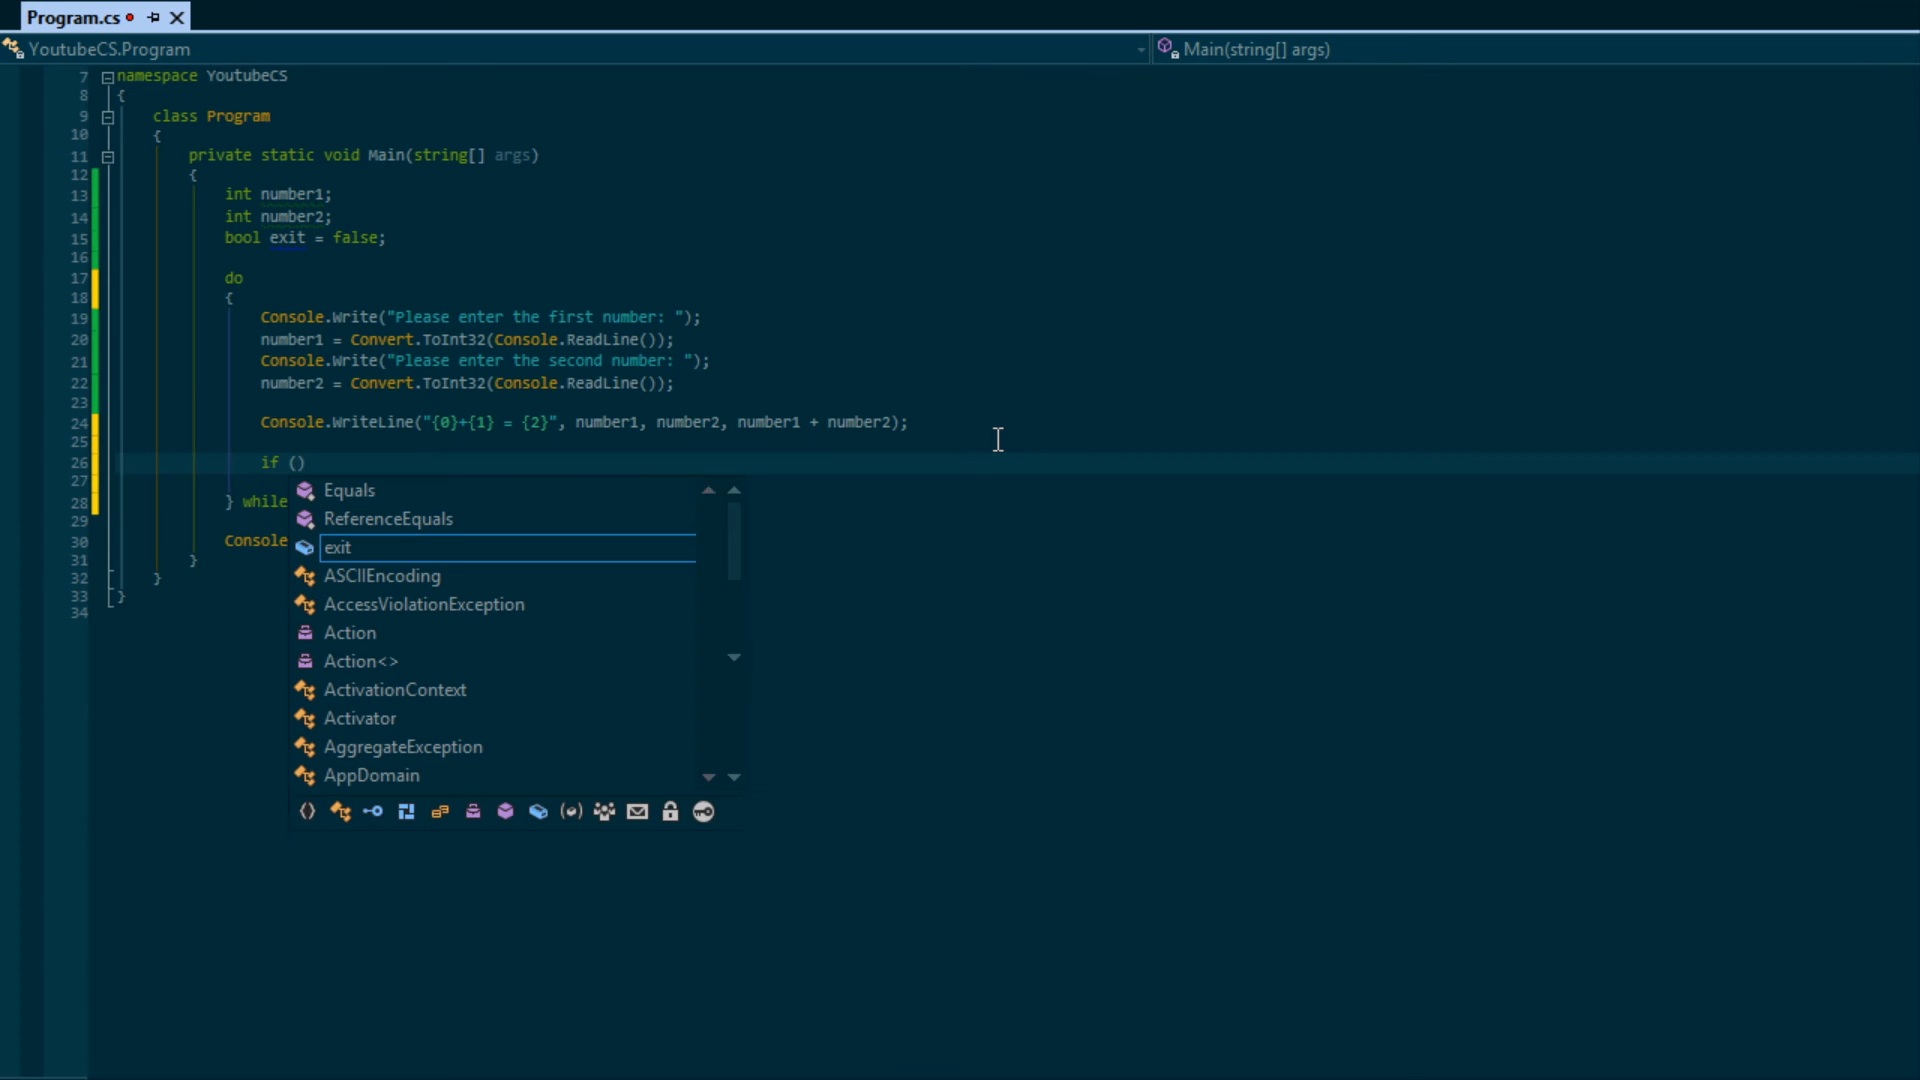 Program.cs
YoutubeCS.Program
Main(string[] args)
7 namespace YoutubeCS
8 {
9 class Program
10 {
11 private static void Main(string[] args)
12 {
13 int number1;
14 int number2;
15 bool exit = false;
16
17 do
18 {
19 Console.Write("Please enter the first number: ");
20 number1 = Convert.ToInt32(Console.ReadLine());
21 Console.Write("Please enter the second number: ");
22 number2 = Convert.ToInt32(Console.ReadLine());
23
24 Console.WriteLine("{0}+{1} = {2}", number1, number2, number1 + number2);
25
26 if ()
27
28 } while
29
30 Console
31 }
32 }
33 }
34
Equals
ReferenceEquals
exit
ASCIIEncoding
AccessViolationException
Action
Action<>
ActivationContext
Activator
AggregateException
AppDomain